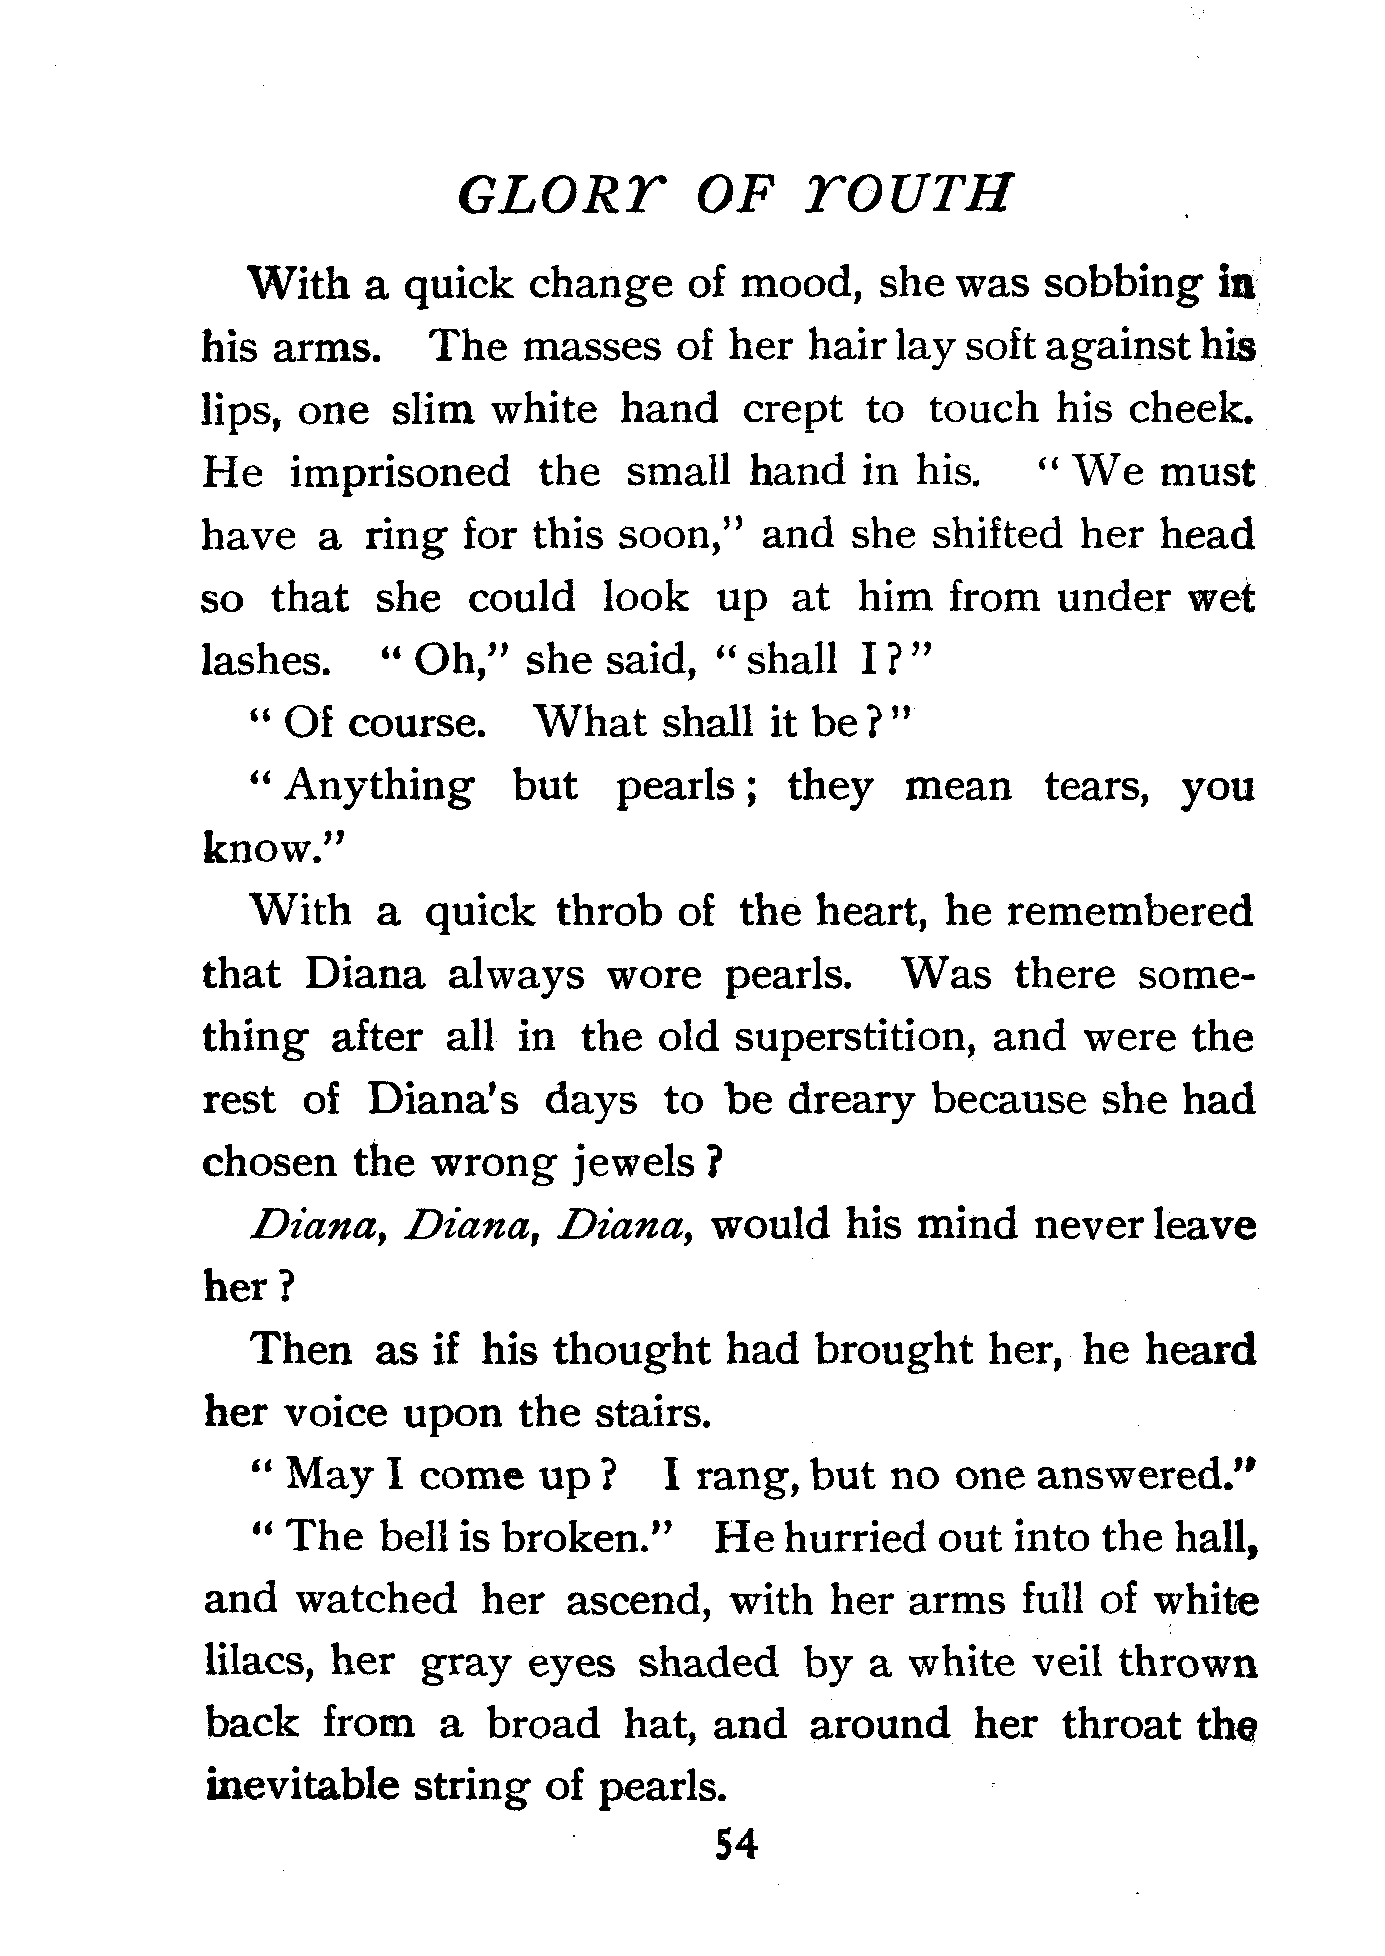 GLORY OF YOUTH
With a quick change of mood, she was sobbing in
his arms. The masses of her hair lay soft against his
lips, one slim white hand crept to touch his cheek.
He imprisoned the small hand in his. “ We must
have a ring for this soon,” and she shifted her head
so that she could look up at him from under wet
lashes. “ Oh,” she said, “ shall I ? ”
“ Of course. What shall it be ? ”
“ Anything but pearls ; they mean tears, you
know.”
With a quick throb of the heart, he remembered
that Diana always wore pearls. Was there some-
thing after all in the old superstition, and were the
rest of Diana's days to be dreary because she had
chosen the wrong jewels ?
Diana, Diana, Diana, would his mind never leave
her ?
Then as if his thought had brought her, he heard
her voice upon the stairs.
“ May I come up ? I rang, but no one answered.”
“ The bell is broken.” He hurried out into the hall,
and watched her ascend, with her arms full of white
lilacs, her gray eyes shaded by a white veil thrown
back from a broad hat, and around her throat the
inevitable string of pearls.
54